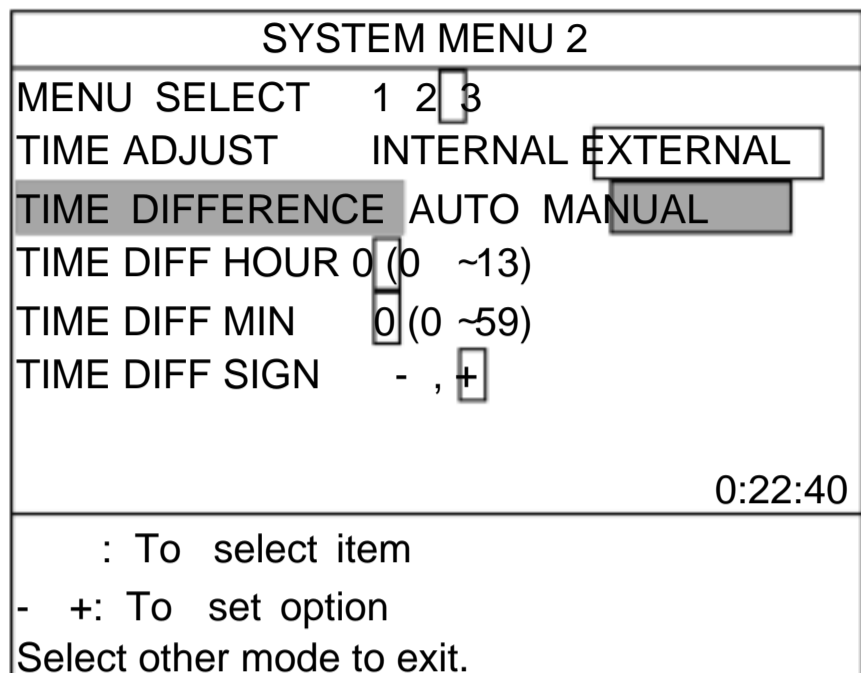 SYSTEM MENU 2
MENU SELECT 1 2 3
TIME ADJUST INTERNAL EXTERNAL
TIME DIFFERENCE AUTO MANUAL
TIME DIFF HOUR 0 (0 ~13)
TIME DIFF MIN 0 (0 ~59)
TIME DIFF SIGN - , +
0:22:40
: To select item
- +: To set option
Select other mode to exit.